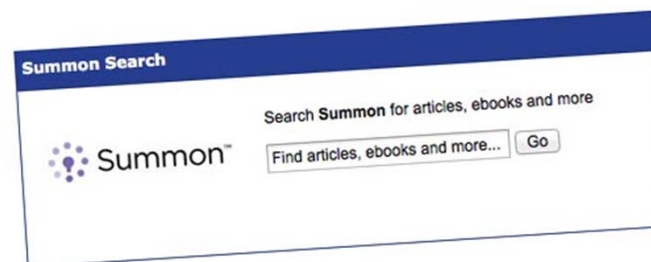 Summon Search
Search Summon for articles, ebooks and more
Summon™
Find articles, ebooks and more... Go